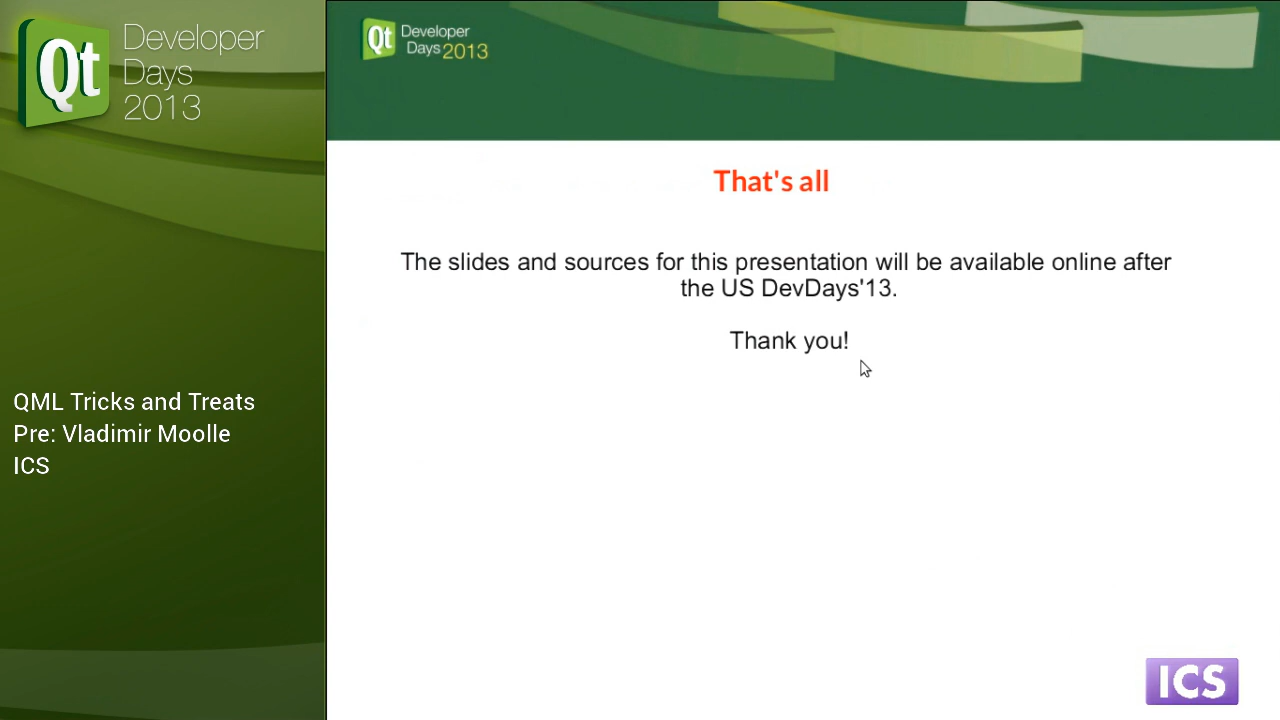 Qt
Developer
Days
2013
QML Tricks and Treats
Pre: Vladimir Moolle
ICS
Qt
Developer
Days 2013
That's all
The slides and sources for this presentation will be available online after
the US DevDays'13.
Thank you!
ICS